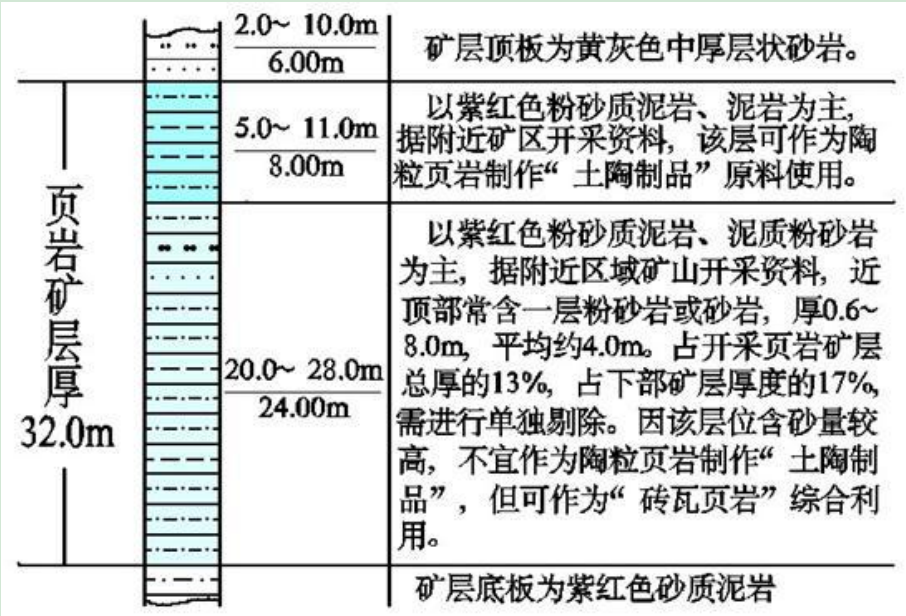 2.0~ 10.0m
6.00m
矿层顶板为黄灰色中厚层状砂岩。
5.0~ 11.0m
8.00m
以紫红色粉砂质泥岩、泥岩为主,
据附近矿区开采资料, 该层可作为陶
粒页岩制作“ 土陶制品”原料使用。
页岩矿层厚
32.0m
20.0~ 28.0m
24.00m
以紫红色粉砂质泥岩、泥质粉砂岩
为主, 据附近区域矿山开采资料, 近
顶部常含一层粉砂岩或砂岩, 厚0.6~
8.0m, 平均约4.0m。占开采页岩矿层
总厚的13%, 占下部矿层厚度的17%,
需进行单独剔除。因该层位含砂量较
高, 不宜作为陶粒页岩制作“ 土陶制
品”, 但可作为“ 砖瓦页岩”综合利
用。
矿层底板为紫红色砂质泥岩